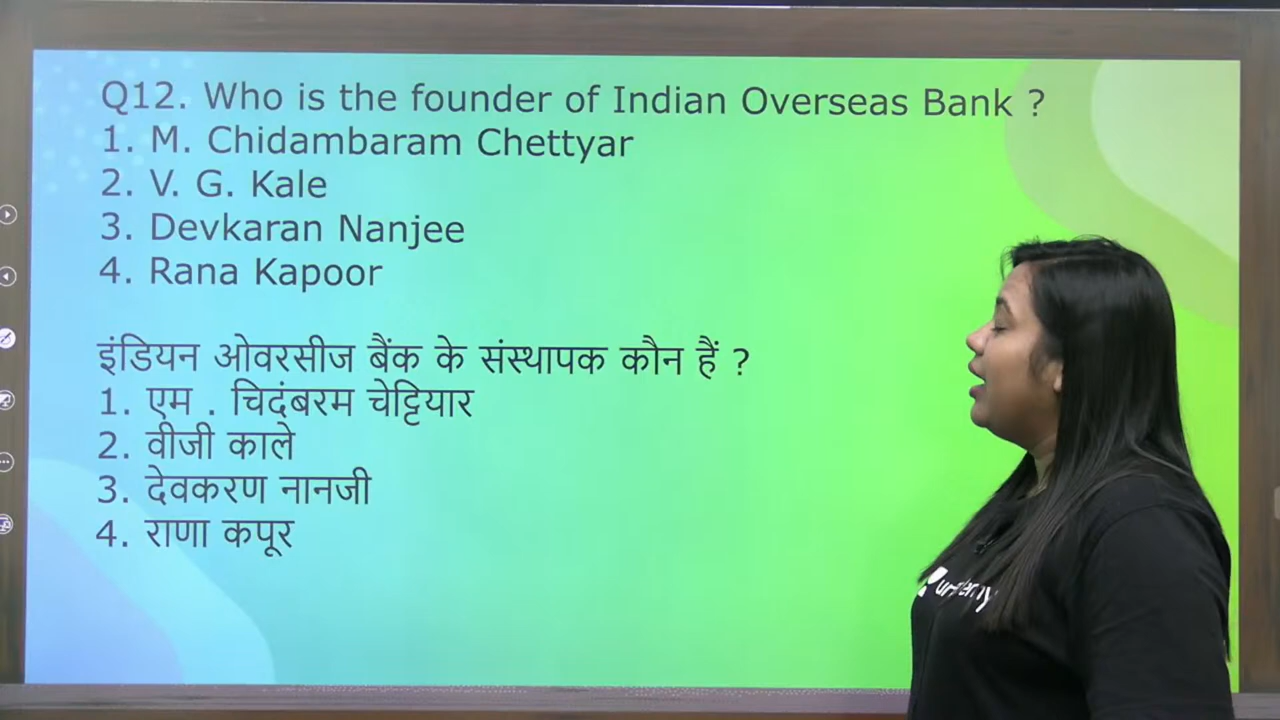 Q12. Who is the founder of Indian Overseas Bank ?
1. M. Chidambaram Chettyar
2. V. G. Kale
3. Devkaran Nanjee
4. Rana Kapoor
इंडियन ओवरसीज बैंक के संस्थापक कौन हैं ?
1. एम . चिदंबरम चेट्टियार
2. वीजी काले
3. देवकरण नानजी
4. राणा कपूर